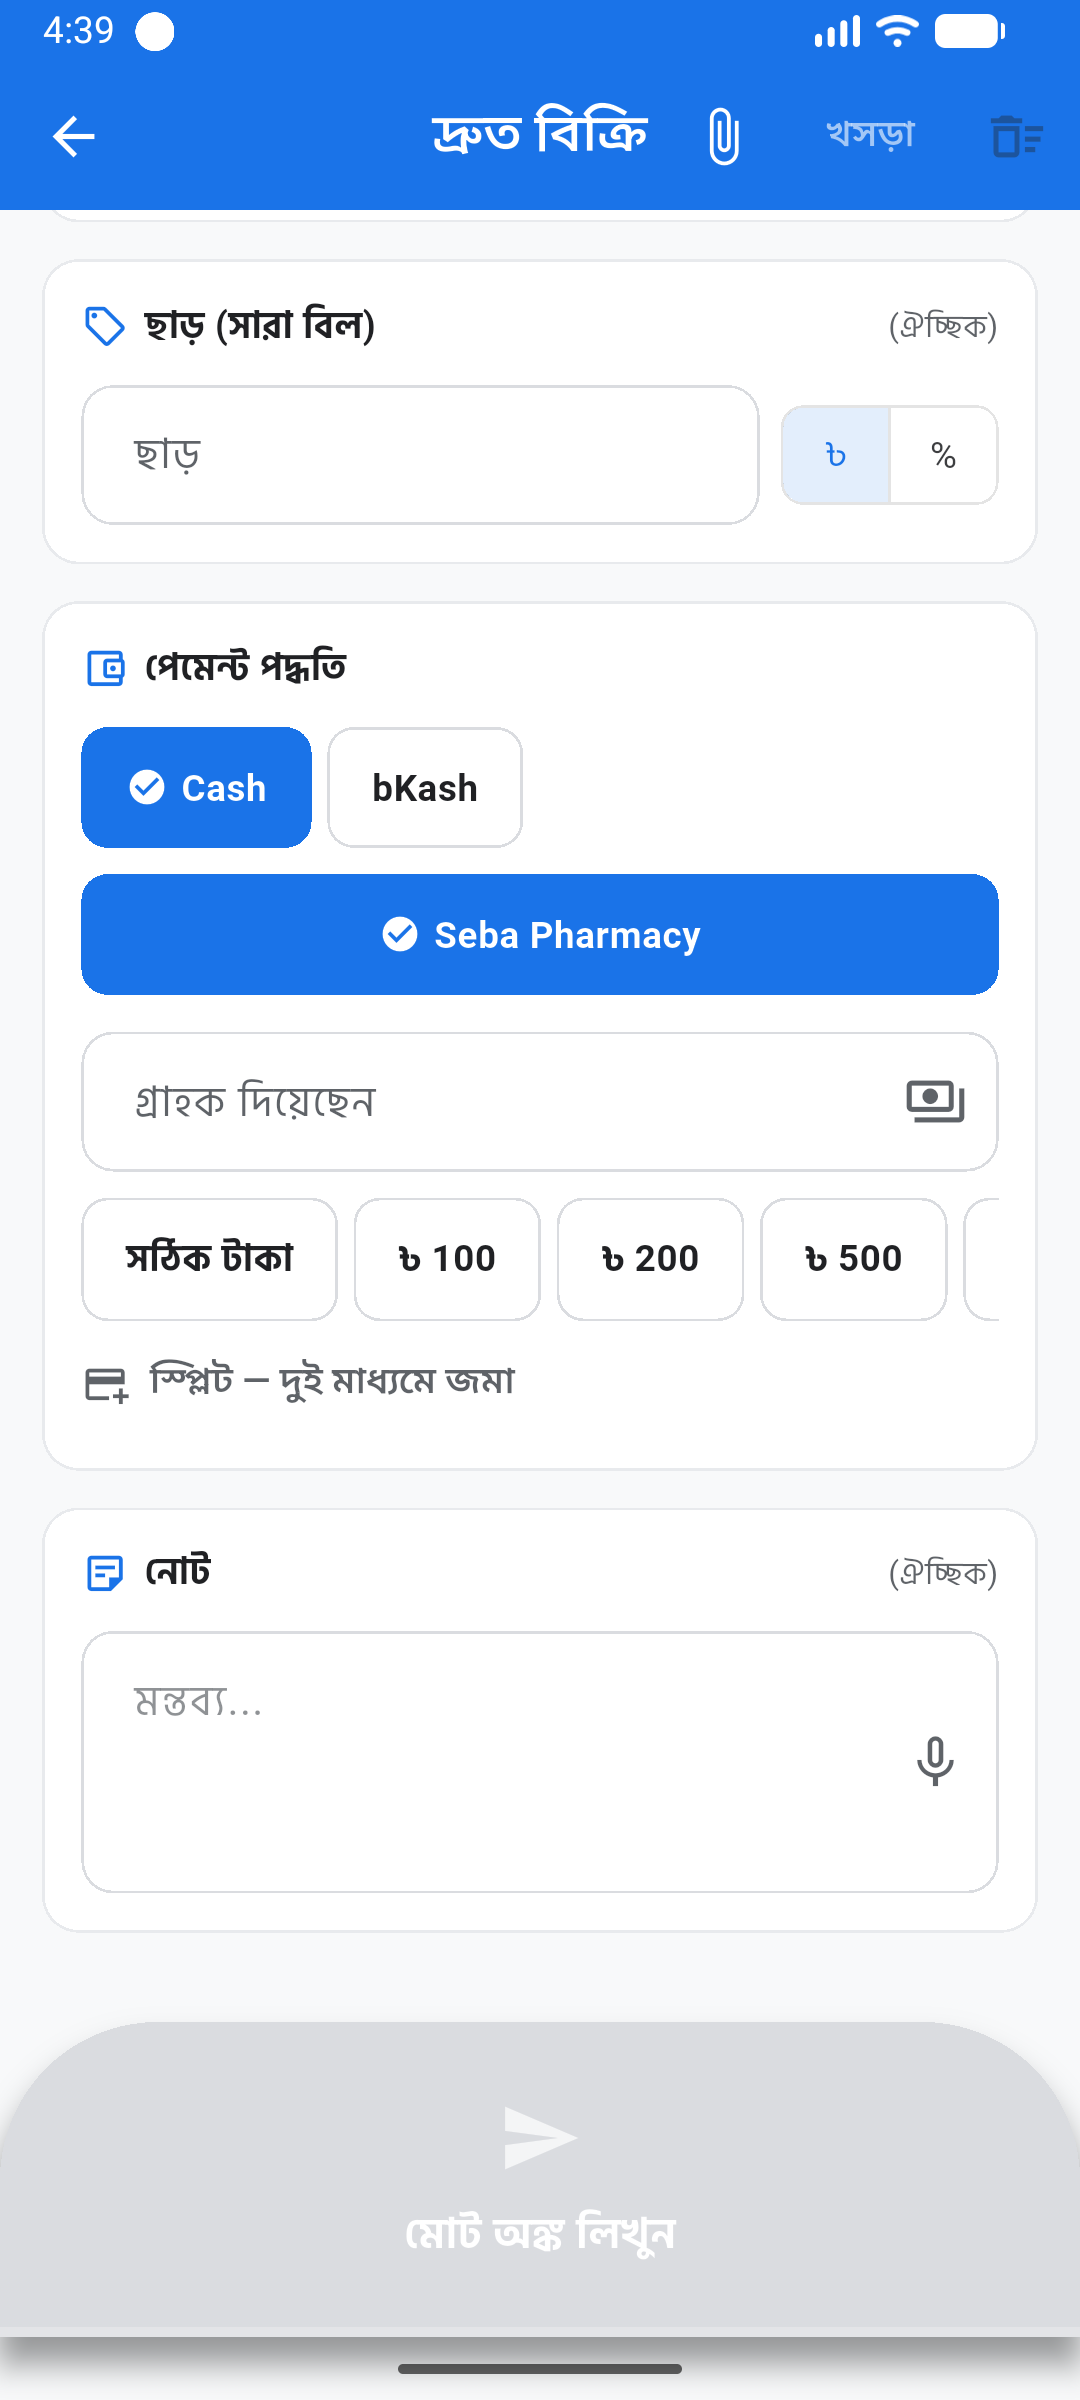 4:39
দ্রুত বিক্রি
খসড়া
ছাড় (সারা বিল)
(ঐচ্ছিক)
ছাড়
৳
%
পেমেন্ট পদ্ধতি
Cash
bKash
Seba Pharmacy
গ্রাহক দিয়েছেন
সঠিক টাকা
৳ 100
৳ 200
৳ 500
স্প্লিট — দুই মাধ্যমে জমা
নোট
(ঐচ্ছিক)
মন্তব্য...
মোট অঙ্ক লিখুন